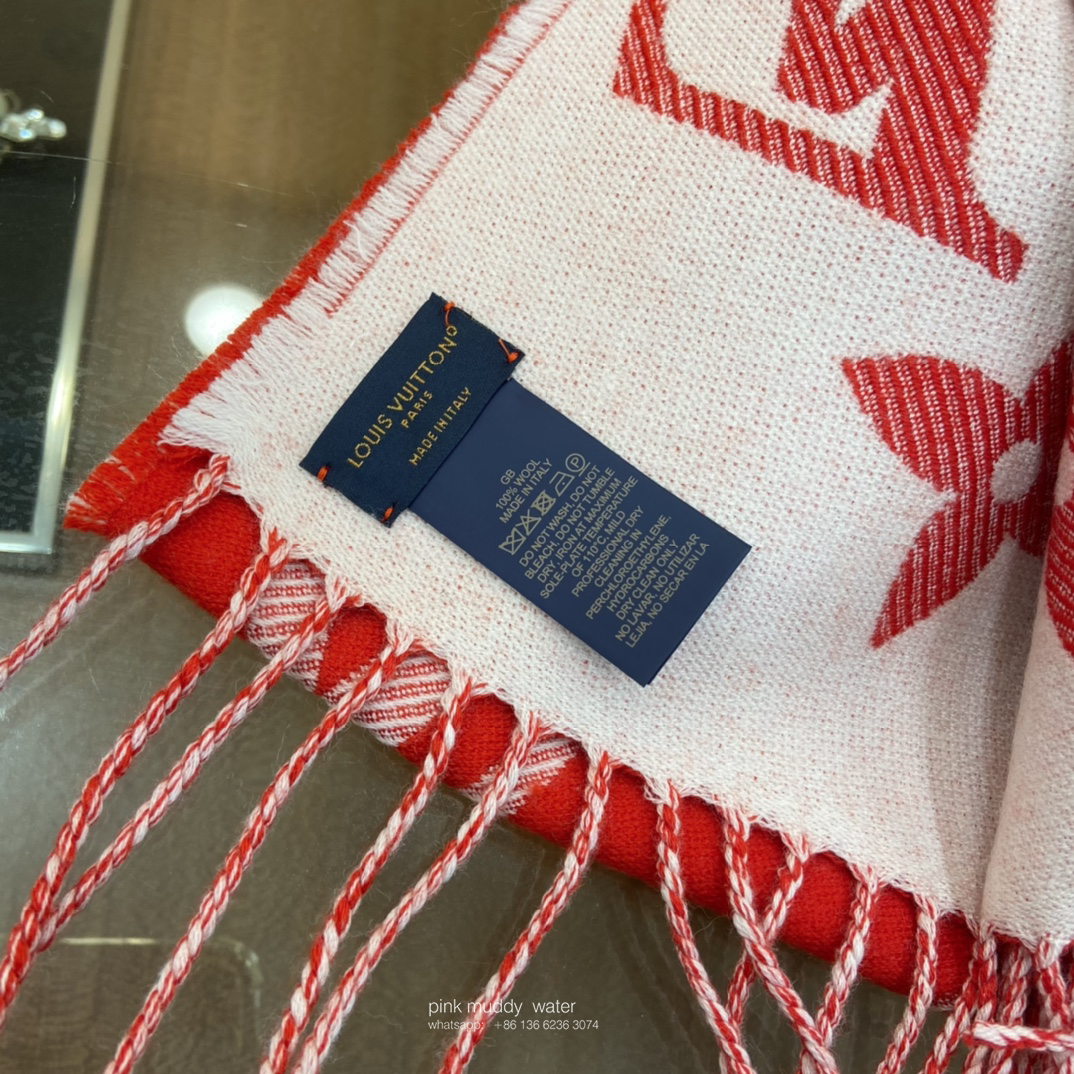 LOUIS VUITTON
PARIS
MADE IN ITALY
GB
100% WOOL
MADE IN ITALY
P
DO NOT WASH. DO NOT
BLEACH. DO NOT TUMBLE
DRY. IRON AT MAXIMUM
SOLE-PLATE TEMPERATURE
OF 110°C. MILD
PROFESSIONAL DRY
CLEANING IN
PERCHLOROETHYLENE,
HYDROCARBONS
DRY CLEAN ONLY
NO LAVAR, NO UTILIZAR
LEJIA, NO SECAR EN LA
pink muddy water
whatsapp: +86 136 6236 3074